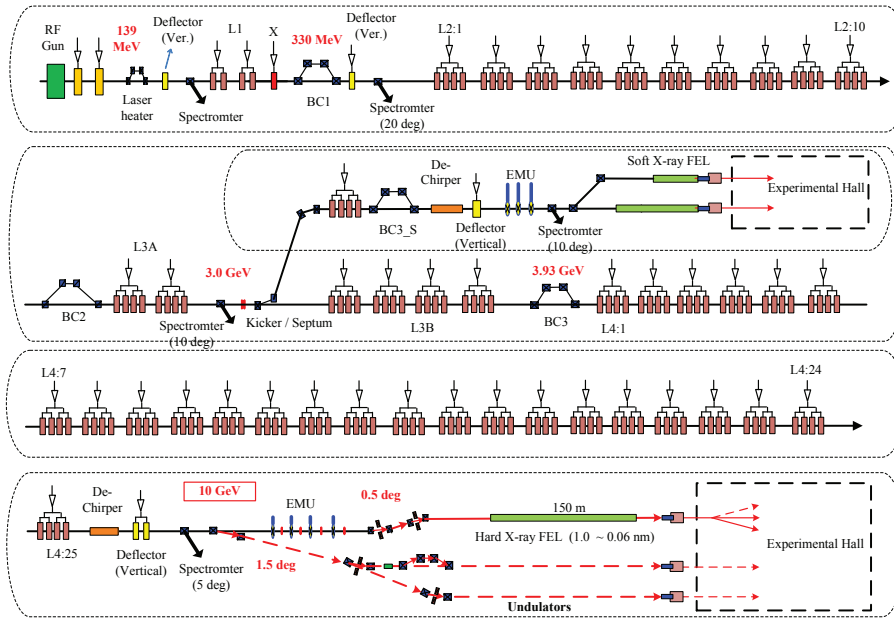 RF
Gun
139
MeV
Deflector
(Ver.)
L1
X
330 MeV
Deflector
(Ver.)
L2:1
L2:10
Laser
heater
Spectromter
BC1
Spectromter
(20 deg)
De-
Chirper
EMU
Soft X-ray FEL
Experimental Hall
BC3_S
Deflector
(Vertical)
Spectromter
(10 deg)
L3A
3.0 GeV
3.93 GeV
BC2
Spectromter
(10 deg)
Kicker / Septum
L3B
BC3
L4:1
L4:7
L4:24
De-
Chirper
10 GeV
EMU
0.5 deg
150 m
Hard X-ray FEL (1.0 ~ 0.06 nm)
Experimental Hall
L4:25
Deflector
(Vertical)
Spectromter
(5 deg)
1.5 deg
Undulators